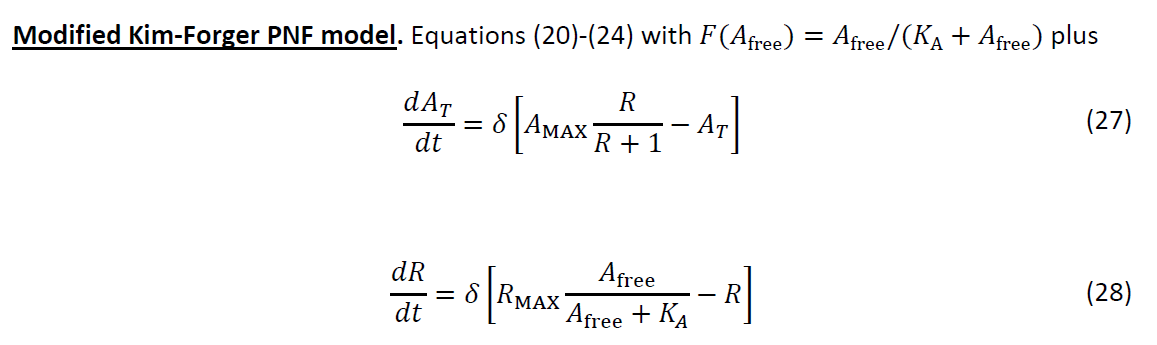 Modified Kim-Forger PNF model. Equations (20)-(24) with F(A_free) = A_free/(K_A + A_free) plus
dA_T/dt = δ[A_MAX R/(R + 1) − A_T] (27)
dR/dt = δ[R_MAX A_free/(A_free + K_A) − R] (28)